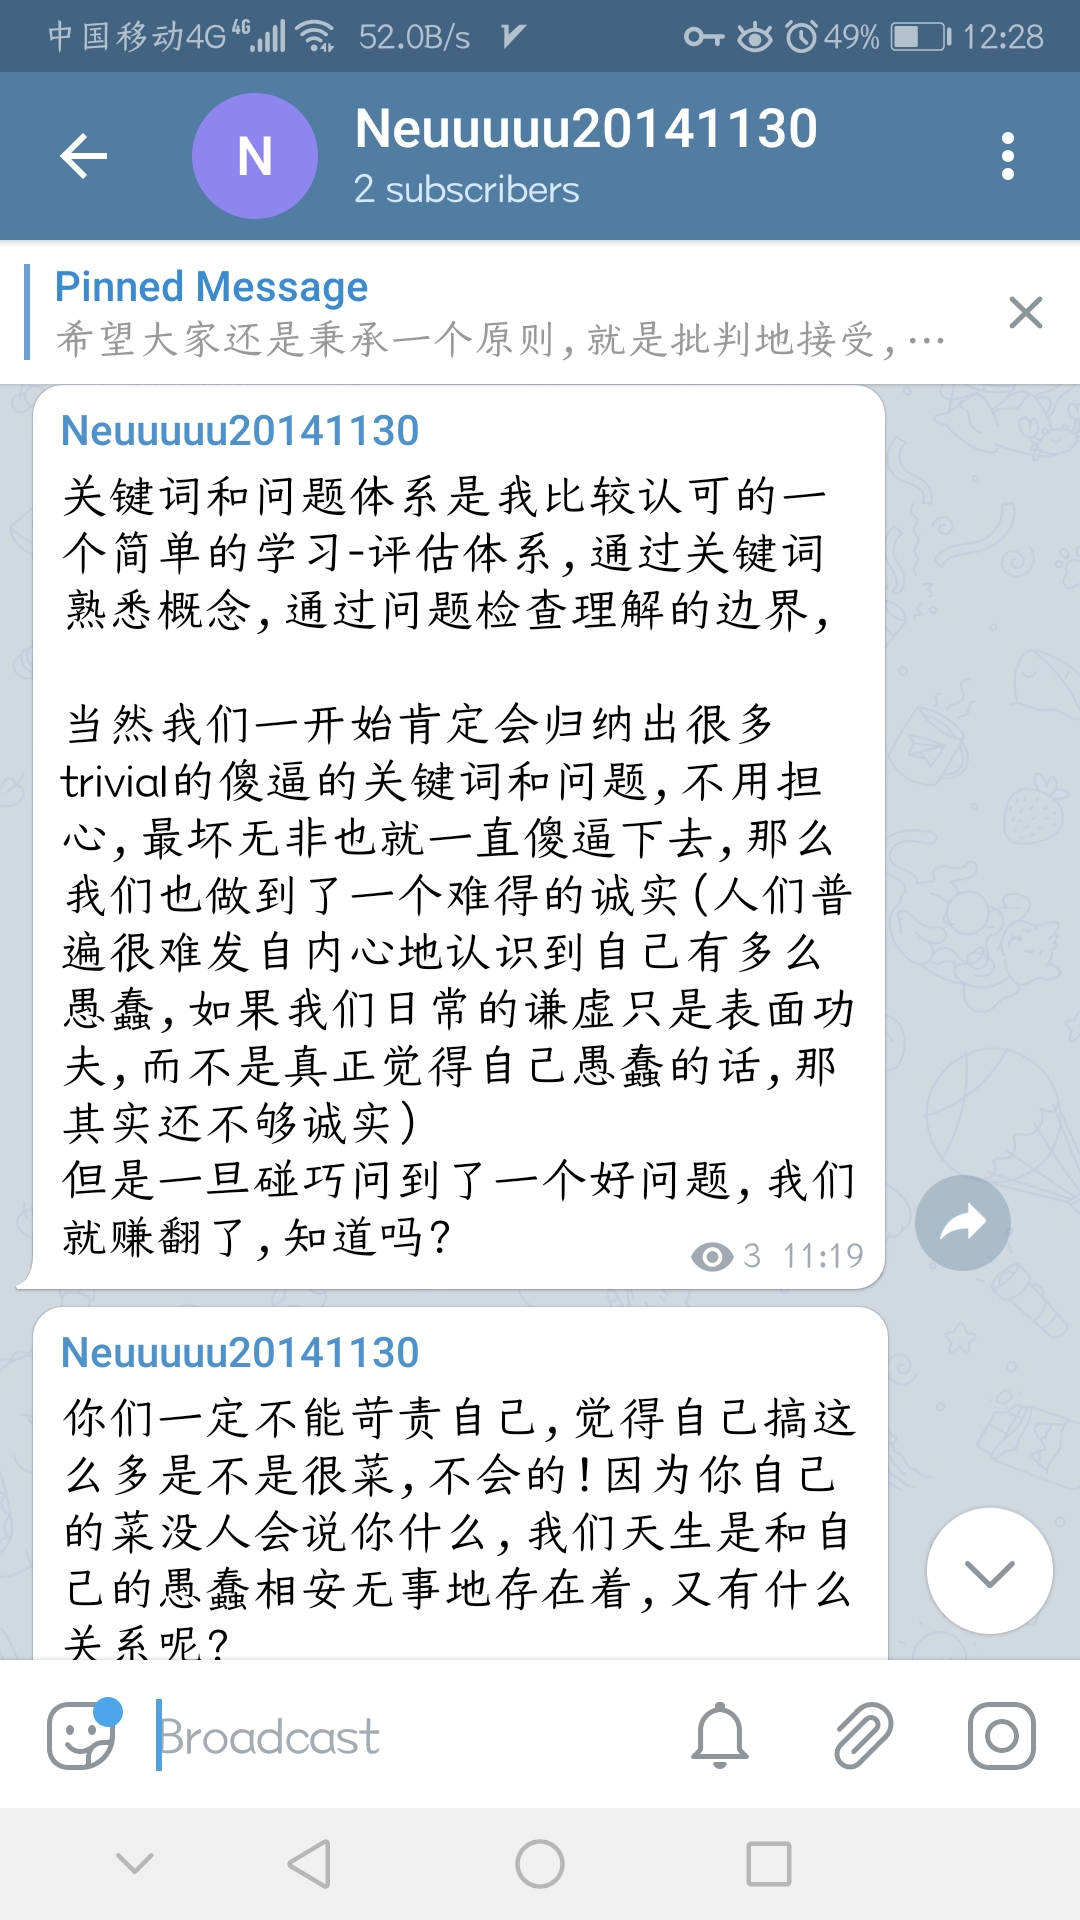 中国移动4G 4G 52.0B/s 49% 12:28
N
Neuuuuu20141130
2 subscribers
Pinned Message
希望大家还是秉承一个原则,就是批判地接受,…
Neuuuuu20141130
关键词和问题体系是我比较认可的一
个简单的学习-评估体系,通过关键词
熟悉概念,通过问题检查理解的边界,
当然我们一开始肯定会归纳出很多
trivial的傻逼的关键词和问题,不用担
心,最坏无非也就一直傻逼下去,那么
我们也做到了一个难得的诚实(人们普
遍很难发自内心地认识到自己有多么
愚蠢,如果我们日常的谦虚只是表面功
夫,而不是真正觉得自己愚蠢的话,那
其实还不够诚实)
但是一旦碰巧问到了一个好问题,我们
就赚翻了,知道吗?
3 11:19
Neuuuuu20141130
你们一定不能苛责自己,觉得自己搞这
么多是不是很菜,不会的!因为你自己
的菜没人会说你什么,我们天生是和自
己的愚蠢相安无事地存在着,又有什么
关系呢?
Broadcast